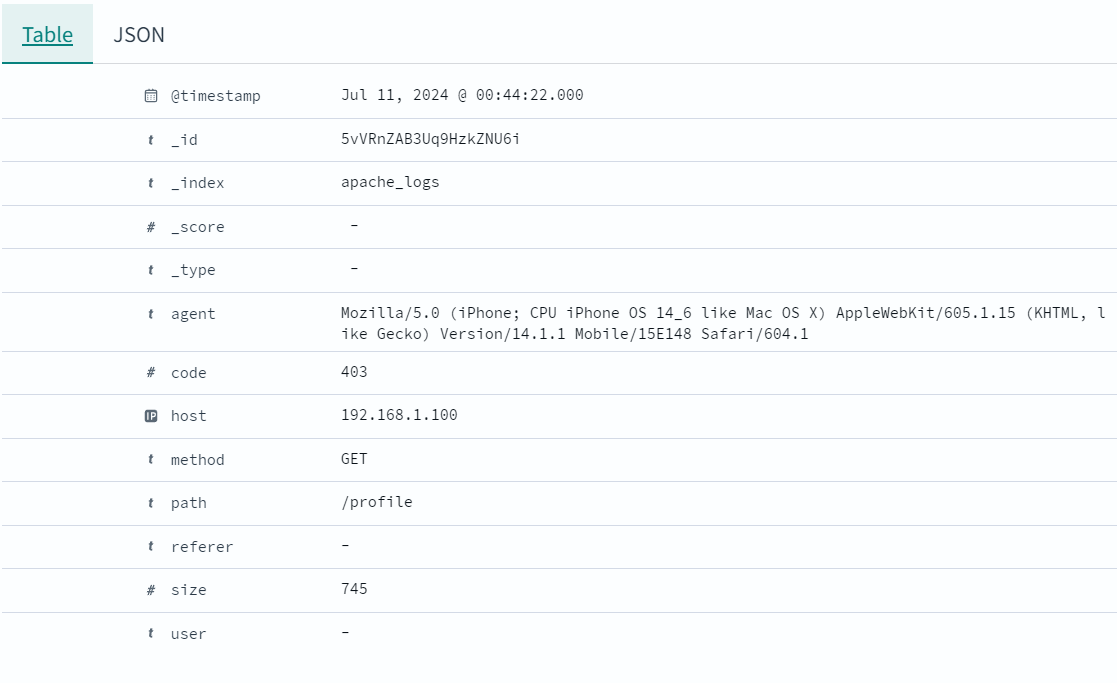 Table JSON
@timestamp Jul 11, 2024 @ 00:44:22.000
t _id 5vVRnZAB3Uq9HzkZNU6i
t _index apache_logs
# _score -
t _type -
t agent Mozilla/5.0 (iPhone; CPU iPhone OS 14_6 like Mac OS X) AppleWebKit/605.1.15 (KHTML, l
ike Gecko) Version/14.1.1 Mobile/15E148 Safari/604.1
# code 403
IP host 192.168.1.100
t method GET
t path /profile
t referer -
# size 745
t user -